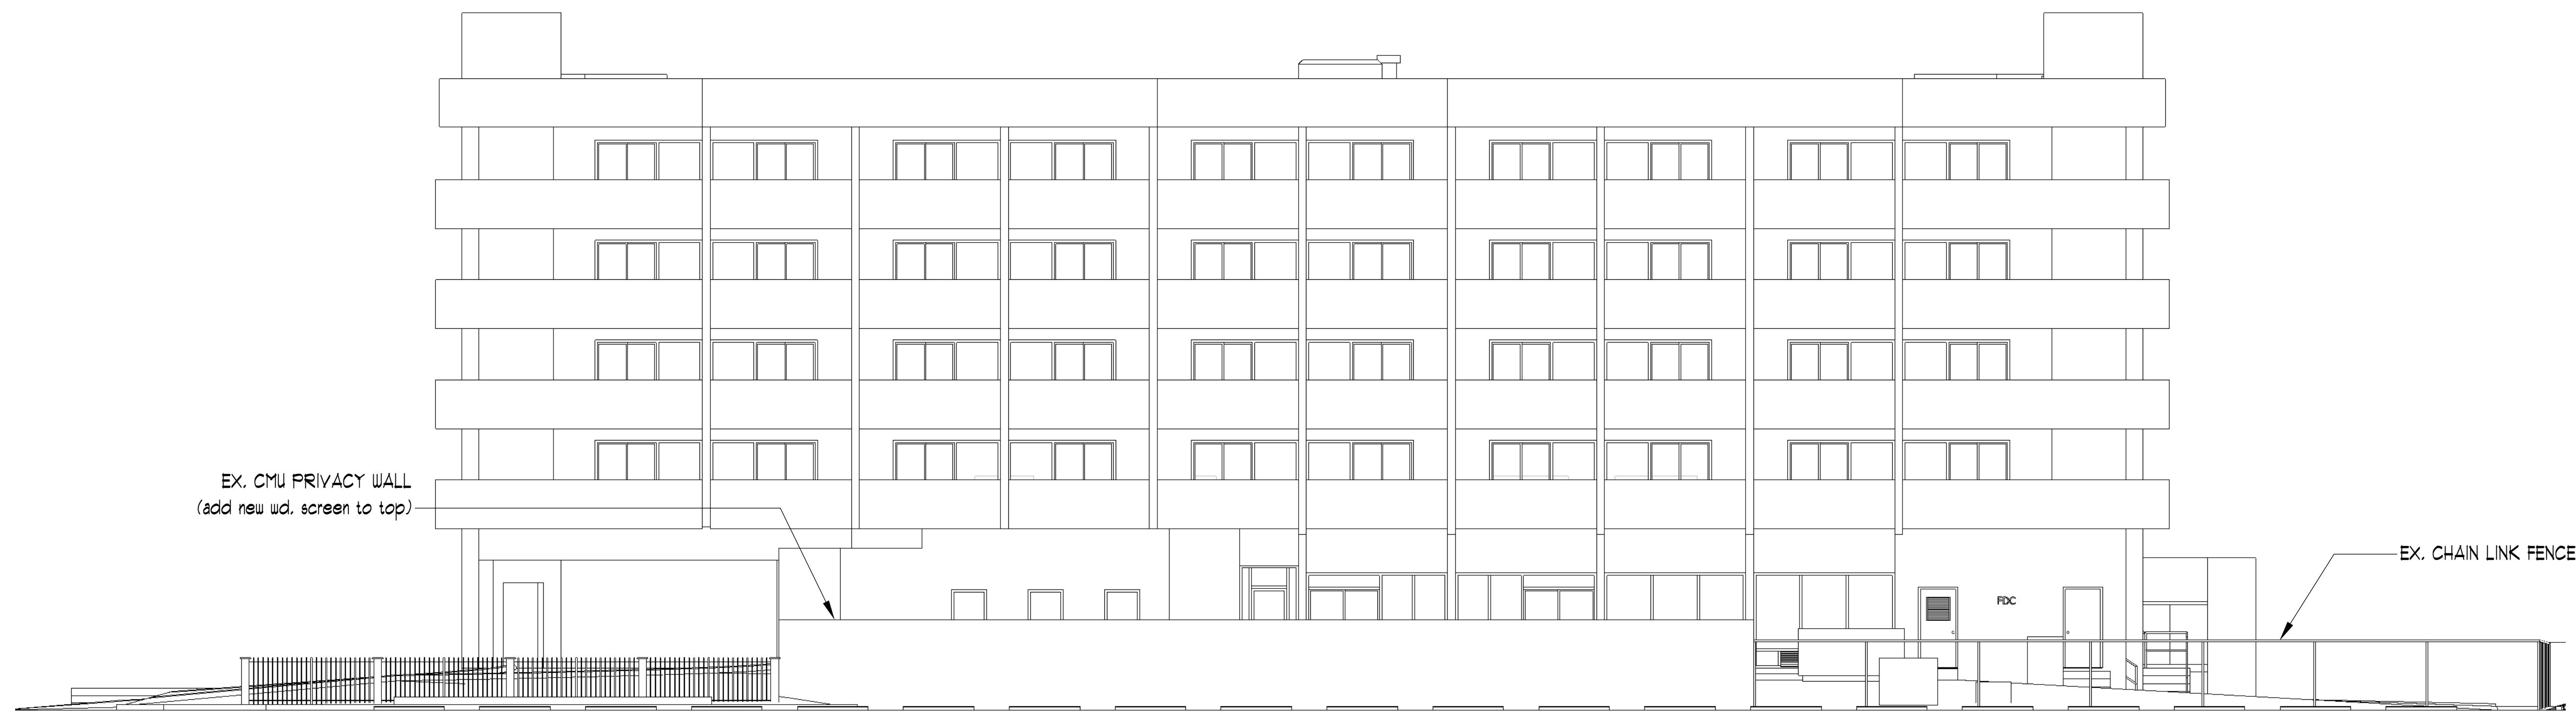 EX. CMU PRIVACY WALL
(add new wd. screen to top)
EX. CHAIN LINK FENCE
FDC